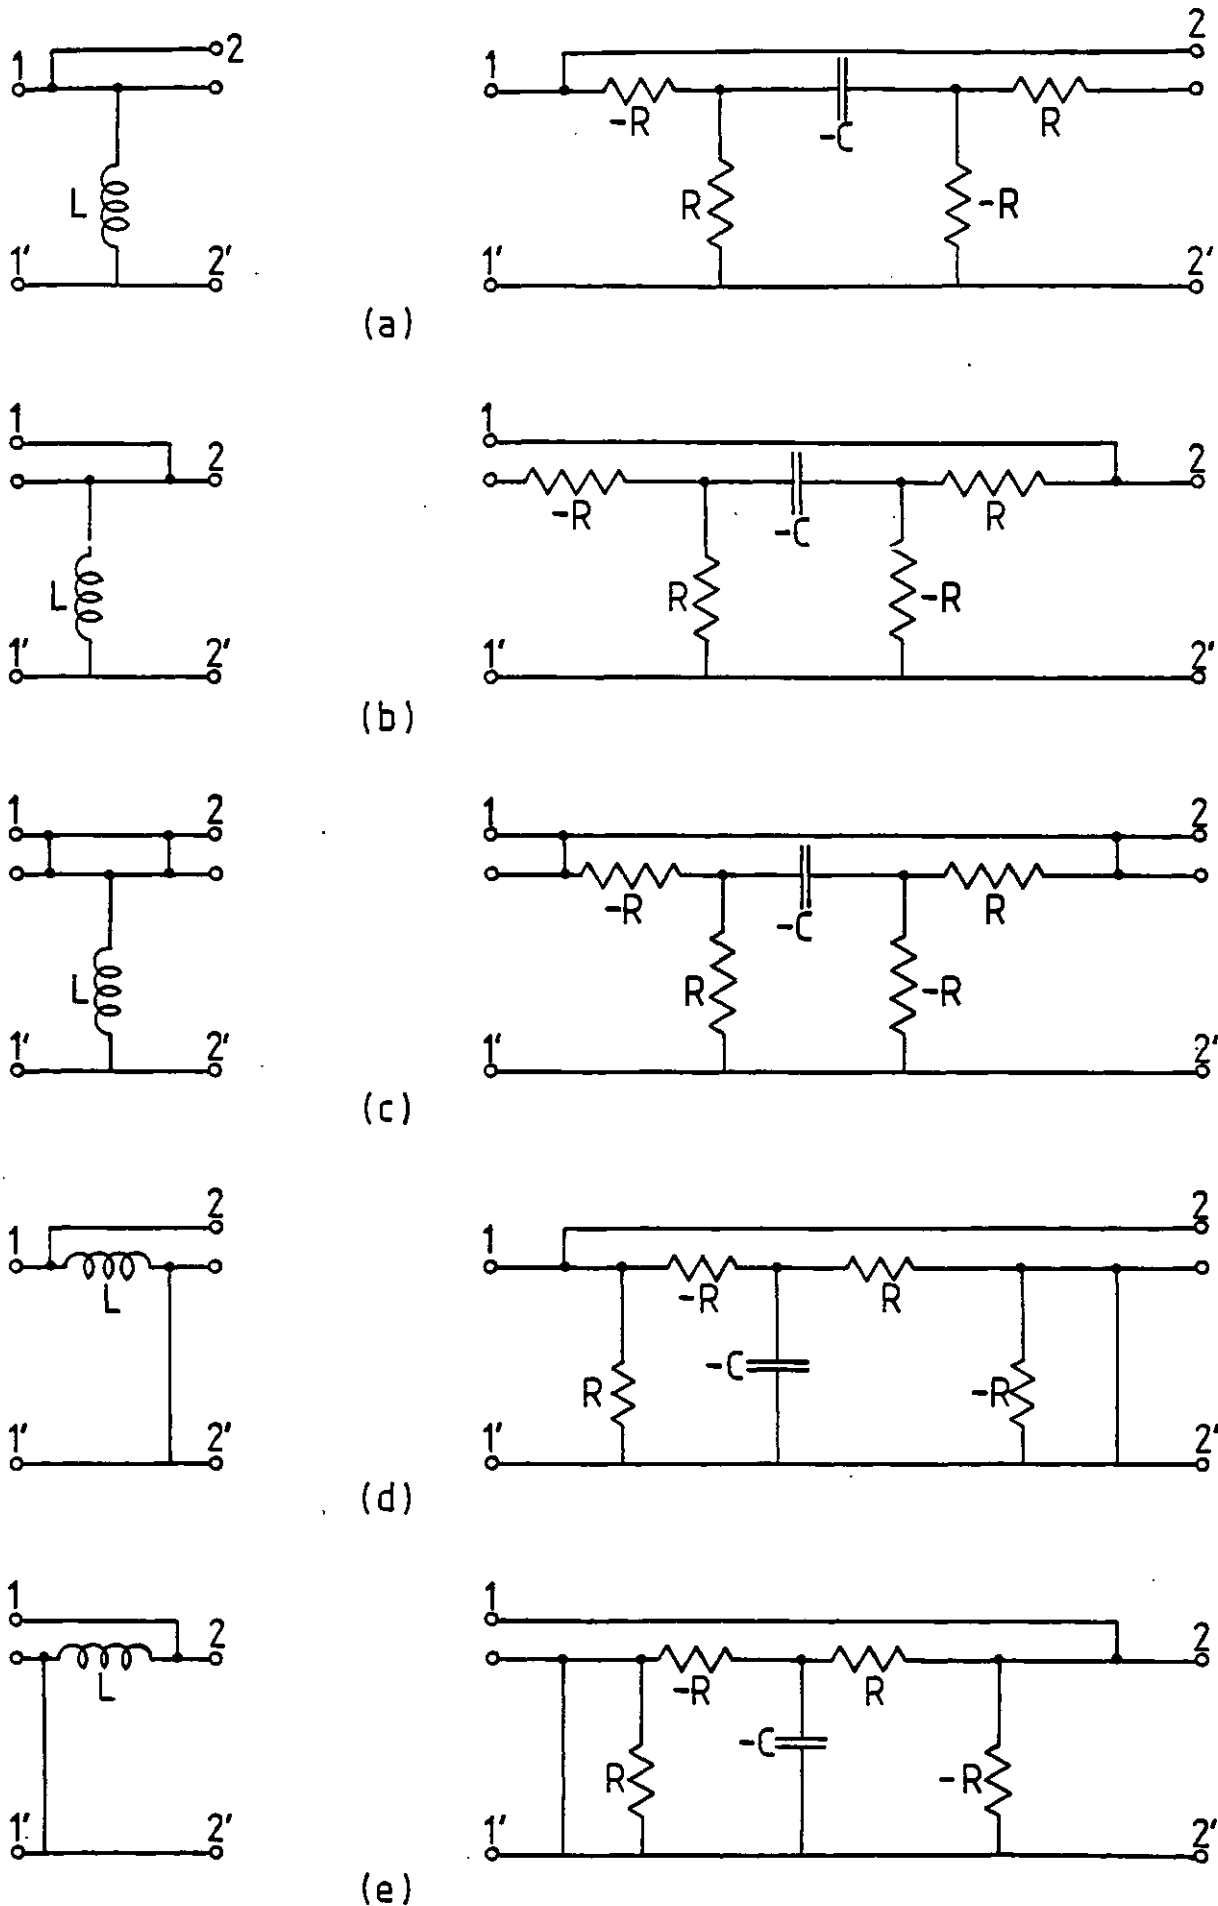 2 2
1 1
-R -C R
L R -R
1' 2' 1' 2'
(a)
1 1
2 2
-R -C R
L R -R
1' 2' 1' 2'
(b)
1 2 1 2
-R -C R
L R -R
1' 2' 1' 2'
(c)
2 2
1 1
L -R R
-C
R -R
1' 2' 1' 2'
(d)
1 1
2 2
L -R R
-C
R -R
1' 2' 1' 2'
(e)